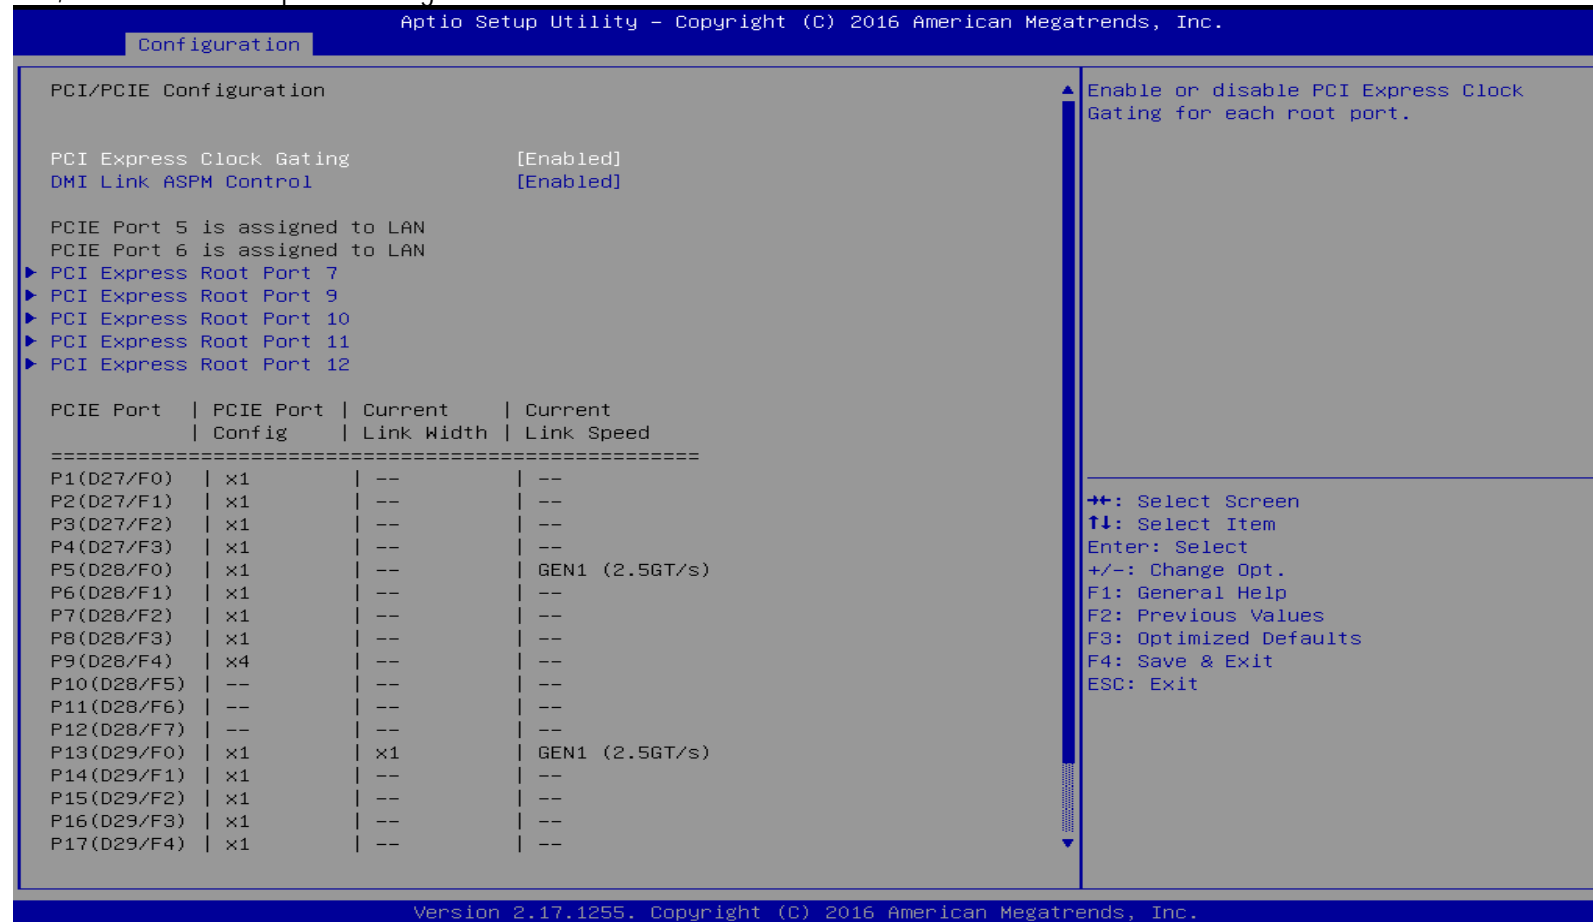 Aptio Setup Utility – Copyright (C) 2016 American Megatrends, Inc.
Configuration
PCI/PCIE Configuration
PCI Express Clock Gating [Enabled]
DMI Link ASPM Control [Enabled]
PCIE Port 5 is assigned to LAN
PCIE Port 6 is assigned to LAN
▶ PCI Express Root Port 7
▶ PCI Express Root Port 9
▶ PCI Express Root Port 10
▶ PCI Express Root Port 11
▶ PCI Express Root Port 12
PCIE Port | PCIE Port | Current | Current
| Config | Link Width | Link Speed
====================================================
P1(D27/F0) | x1 | -- | --
P2(D27/F1) | x1 | -- | --
P3(D27/F2) | x1 | -- | --
P4(D27/F3) | x1 | -- | --
P5(D28/F0) | x1 | -- | GEN1 (2.5GT/s)
P6(D28/F1) | x1 | -- | --
P7(D28/F2) | x1 | -- | --
P8(D28/F3) | x1 | -- | --
P9(D28/F4) | x4 | -- | --
P10(D28/F5) | -- | -- | --
P11(D28/F6) | -- | -- | --
P12(D28/F7) | -- | -- | --
P13(D29/F0) | x1 | x1 | GEN1 (2.5GT/s)
P14(D29/F1) | x1 | -- | --
P15(D29/F2) | x1 | -- | --
P16(D29/F3) | x1 | -- | --
P17(D29/F4) | x1 | -- | --
Enable or disable PCI Express Clock
Gating for each root port.
→←: Select Screen
↑↓: Select Item
Enter: Select
+/-: Change Opt.
F1: General Help
F2: Previous Values
F3: Optimized Defaults
F4: Save & Exit
ESC: Exit
Version 2.17.1255. Copyright (C) 2016 American Megatrends, Inc.